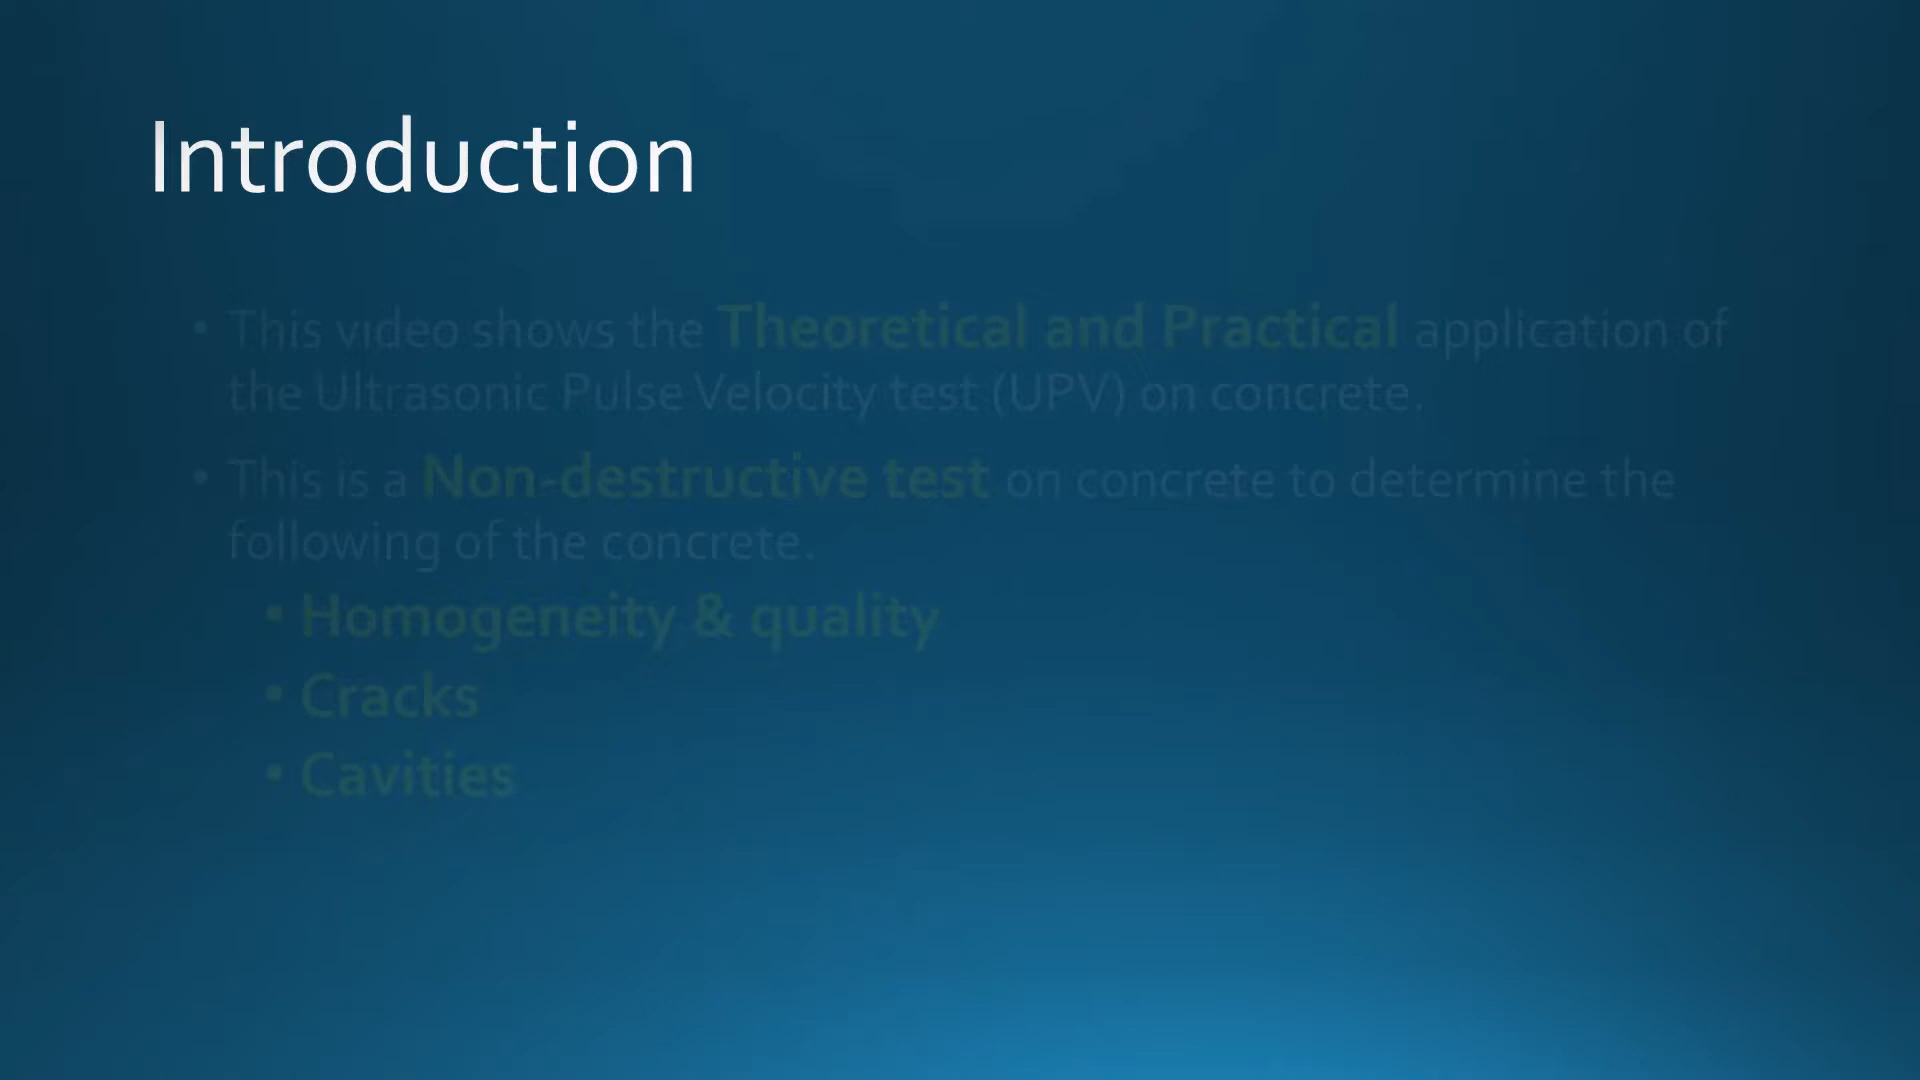 Introduction
• This video shows the Theoretical and Practical application of
the Ultrasonic Pulse Velocity test (UPV) on concrete.
• This is a Non-destructive test on concrete to determine the
following of the concrete.
• Homogeneity & quality
• Cracks
• Cavities